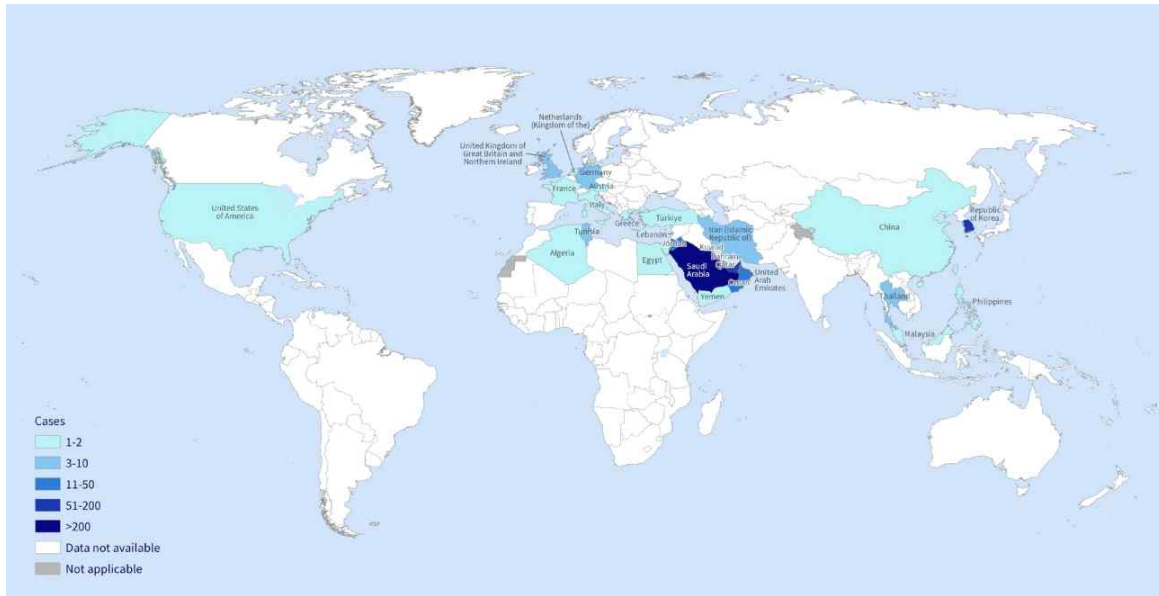 Netherlands
(Kingdom of the)
United Kingdom of
Great Britain and
Northern Ireland
Germany
France
Austria
Italy
Greece
Türkiye
United States
of America
Tunisia
Algeria
Lebanon
Jordan
Iran (Islamic
Republic of)
Kuwait
Bahrain
Qatar
Egypt
Saudi
Arabia
Oman
United
Arab
Emirates
Yemen
China
Republic
of Korea
Thailand
Philippines
Malaysia
Cases
1-2
3-10
11-50
51-200
>200
Data not available
Not applicable